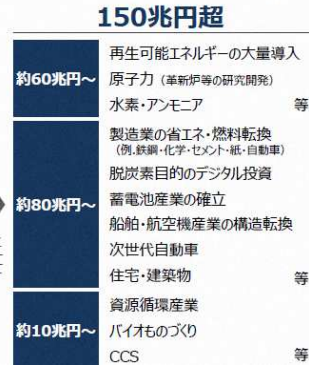 150兆円超
約60兆円~
再生可能エネルギーの大量導入
原子力（革新炉等の研究開発）
水素・アンモニア 等
約80兆円~
製造業の省エネ・燃料転換
（例.鉄鋼・化学・セメント・紙・自動車）
脱炭素目的のデジタル投資
蓄電池産業の確立
船舶・航空機産業の構造転換
次世代自動車
住宅・建築物 等
約10兆円~
資源循環産業
バイオものづくり
CCS 等